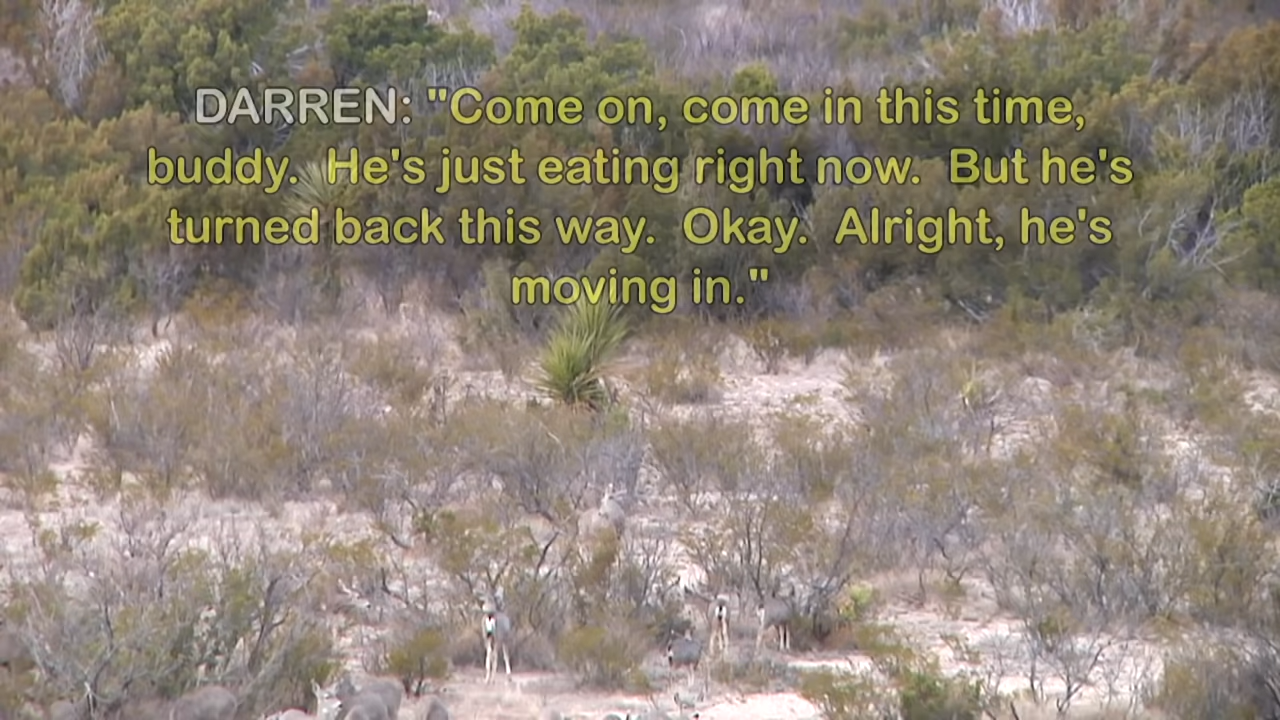 DARREN: "Come on, come in this time,
buddy.  He's just eating right now.  But he's
turned back this way.  Okay.  Alright, he's
moving in."